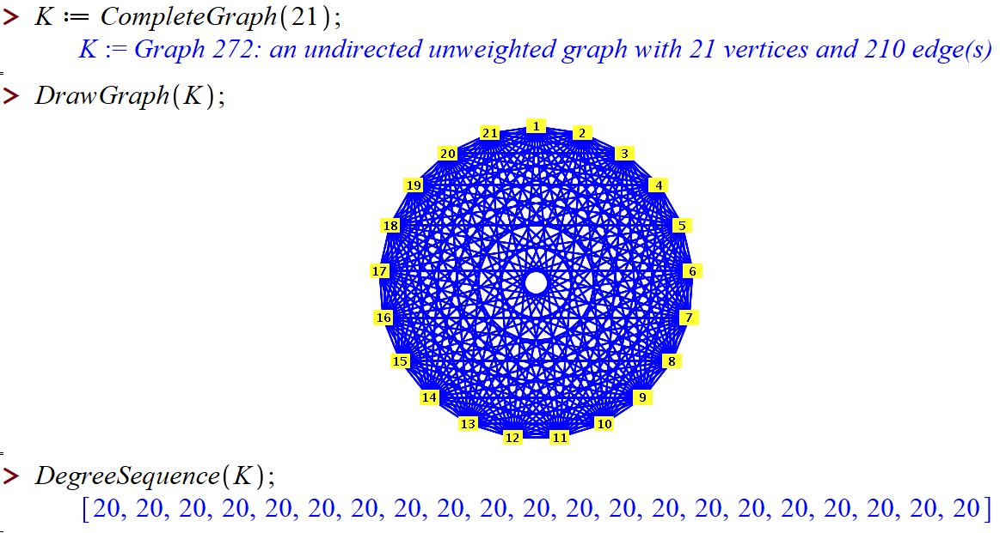 > K := CompleteGraph(21);
K := Graph 272: an undirected unweighted graph with 21 vertices and 210 edge(s)
> DrawGraph(K);
1
21 2
20 3
19 4
18 5
17 6
16 7
15 8
14 9
13 10
12 11
> DegreeSequence(K);
[20, 20, 20, 20, 20, 20, 20, 20, 20, 20, 20, 20, 20, 20, 20, 20, 20, 20, 20, 20, 20]